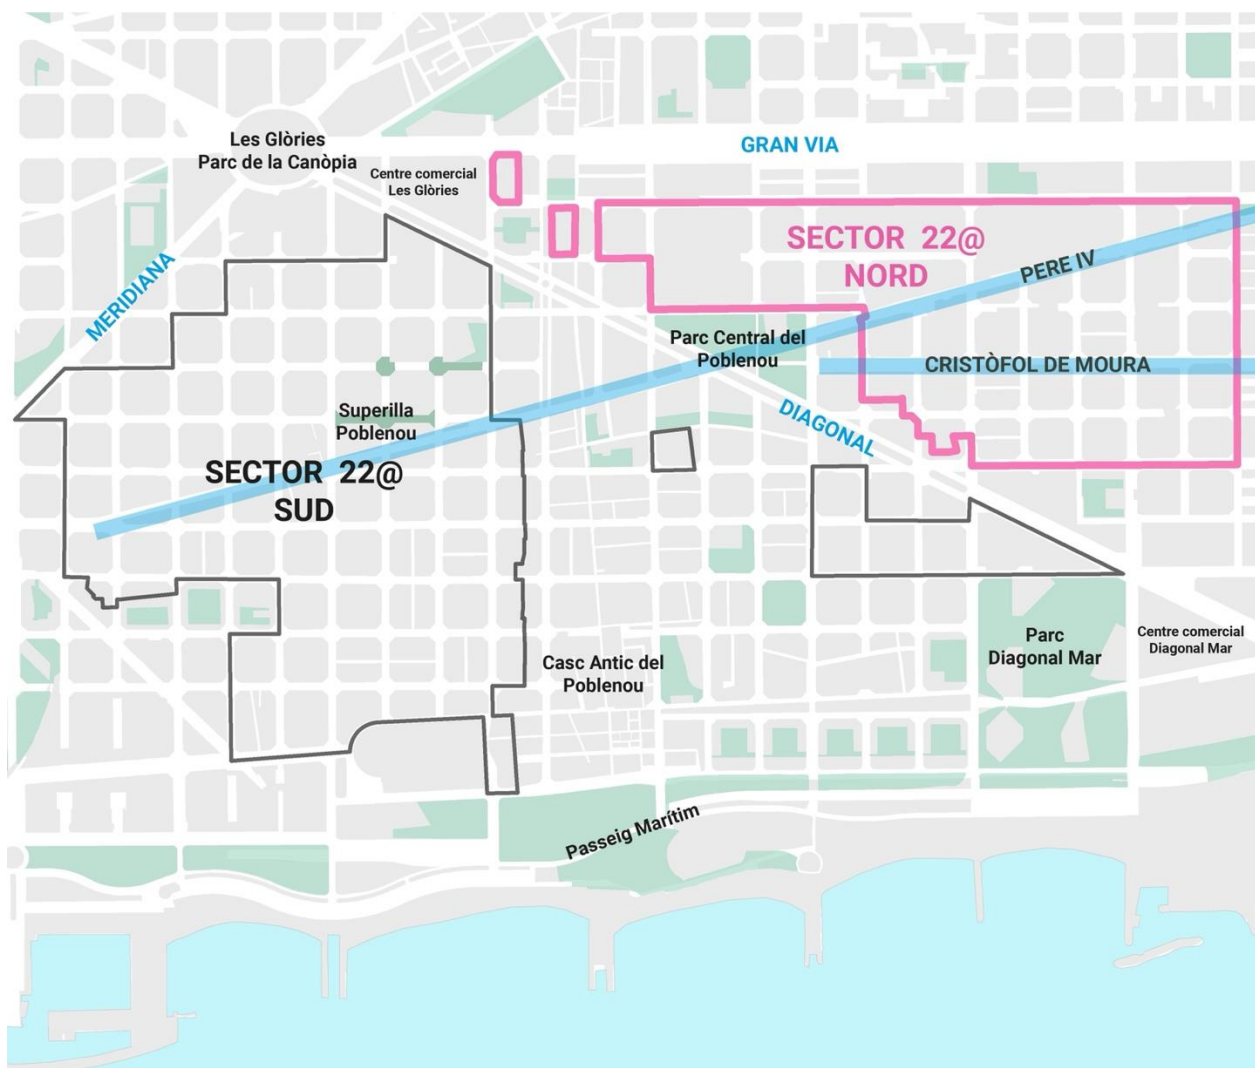 Les Glòries
Parc de la Canòpia
Centre comercial
Les Glòries
GRAN VIA
MERIDIANA
SECTOR 22@
NORD
PERE IV
Parc Central del
Poblenou
CRISTÒFOL DE MOURA
DIAGONAL
Superilla
Poblenou
SECTOR 22@
SUD
Casc Antic del
Poblenou
Parc
Diagonal Mar
Centre comercial
Diagonal Mar
Passeig Marítim